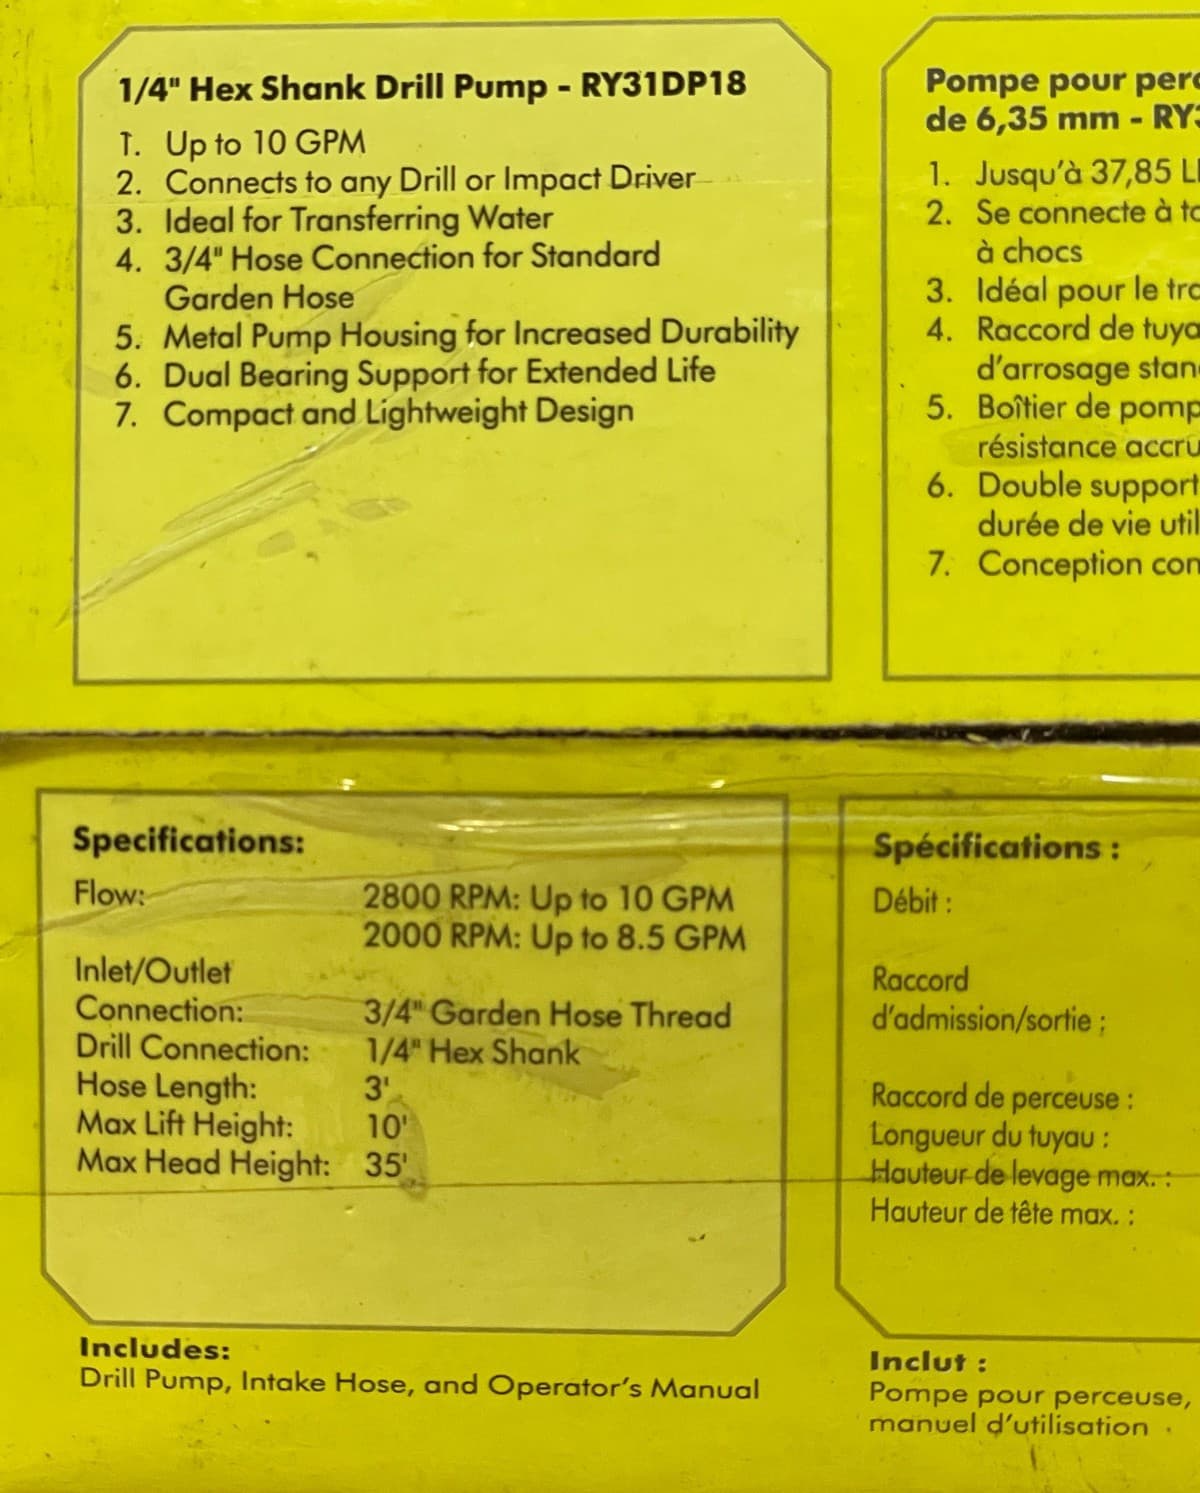 1/4" Hex Shank Drill Pump - RY31DP18
1. Up to 10 GPM
2. Connects to any Drill or Impact Driver
3. Ideal for Transferring Water
4. 3/4" Hose Connection for Standard
Garden Hose
5. Metal Pump Housing for Increased Durability
6. Dual Bearing Support for Extended Life
7. Compact and Lightweight Design
Pompe pour
de 6,35 mm -
1. Jusqu'à 37,85
2. Se connecte à
à chocs
3. Idéal pour le
4. Raccord de
d'arrosage
5. Boîtier de
résistance
6. Double support
durée de vie
7. Conception
Specifications:
Flow: 2800 RPM: Up to 10 GPM
2000 RPM: Up to 8.5 GPM
Inlet/Outlet
Connection: 3/4" Garden Hose Thread
Drill Connection: 1/4" Hex Shank
Hose Length: 3'
Max Lift Height: 10'
Max Head Height: 35'
Spécifications :
Débit :
Raccord
d'admission/sortie :
Raccord de perceuse :
Longueur du tuyau :
Hauteur de levage max. :
Hauteur de tête max. :
Includes:
Drill Pump, Intake Hose, and Operator's Manual
Inclut :
Pompe pour perceuse,
manuel d'utilisation